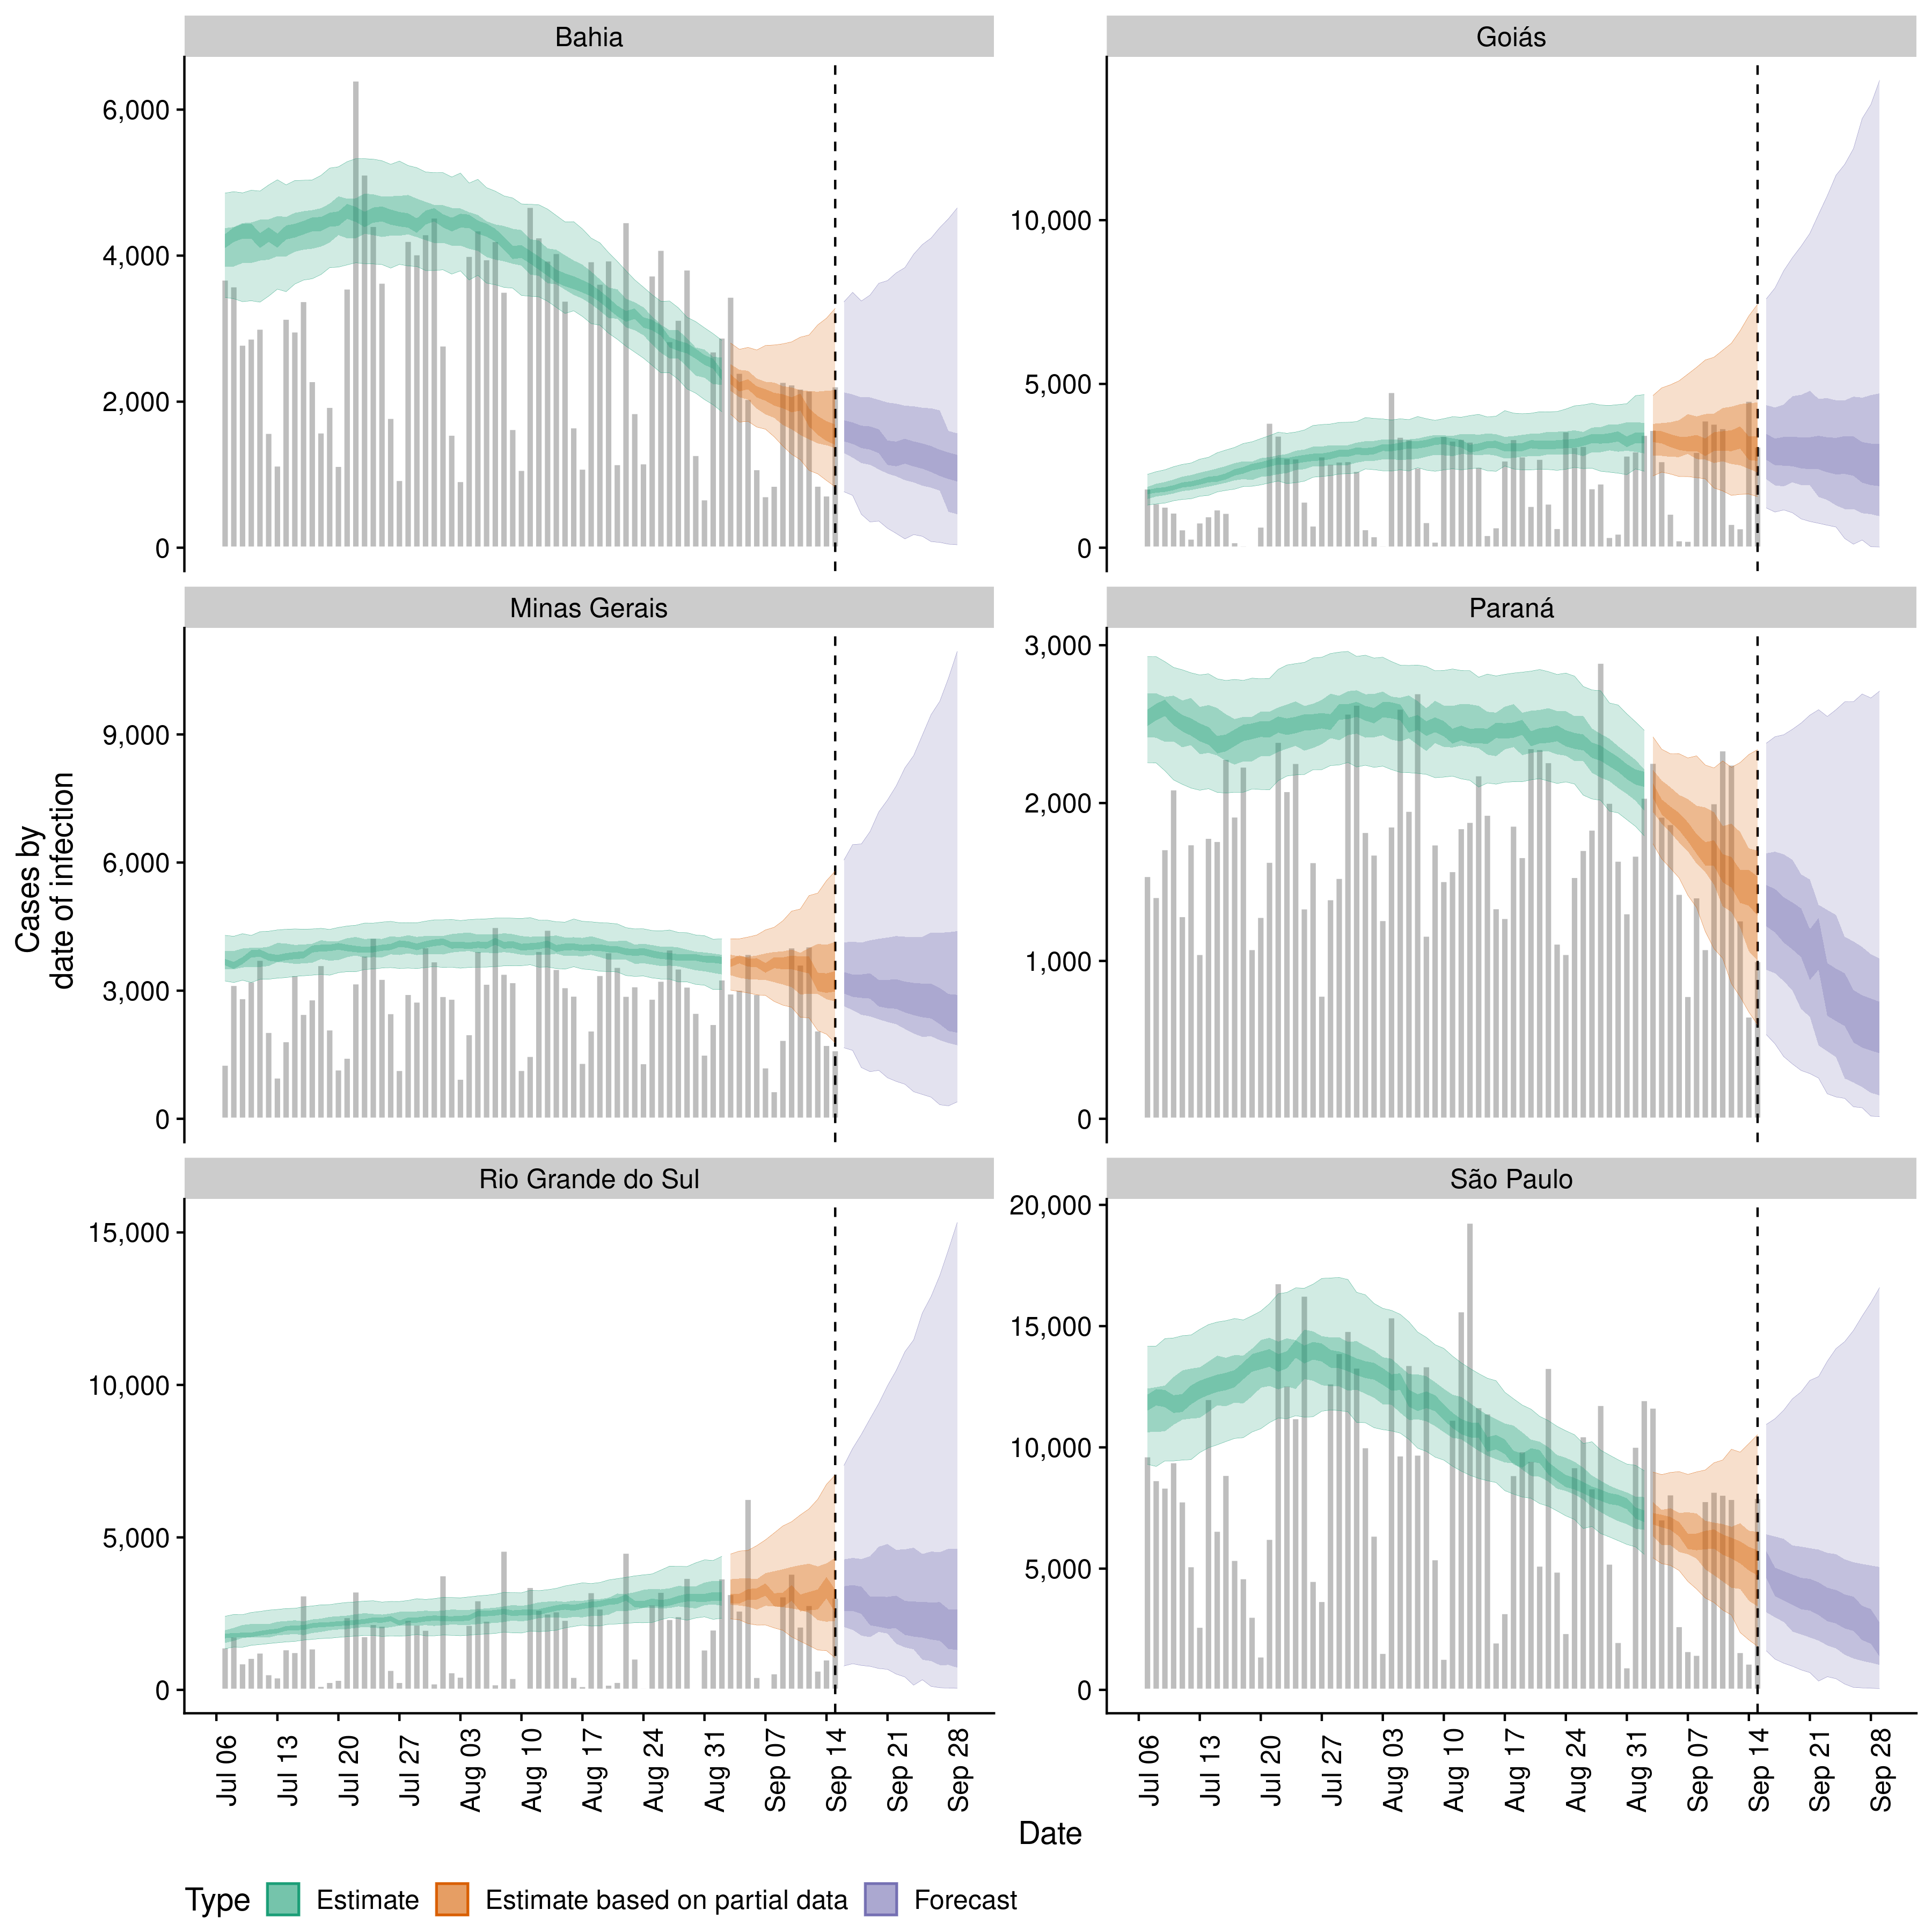 Bahia
Goiás
6,000
4,000
2,000
0
10,000
5,000
0
Minas Gerais
Paraná
9,000
6,000
3,000
0
3,000
2,000
1,000
0
Rio Grande do Sul
São Paulo
15,000
10,000
5,000
0
20,000
15,000
10,000
5,000
0
Cases by
date of infection
Jul 06
Jul 13
Jul 20
Jul 27
Aug 03
Aug 10
Aug 17
Aug 24
Aug 31
Sep 07
Sep 14
Sep 21
Sep 28
Jul 06
Jul 13
Jul 20
Jul 27
Aug 03
Aug 10
Aug 17
Aug 24
Aug 31
Sep 07
Sep 14
Sep 21
Sep 28
Date
Type Estimate Estimate based on partial data Forecast